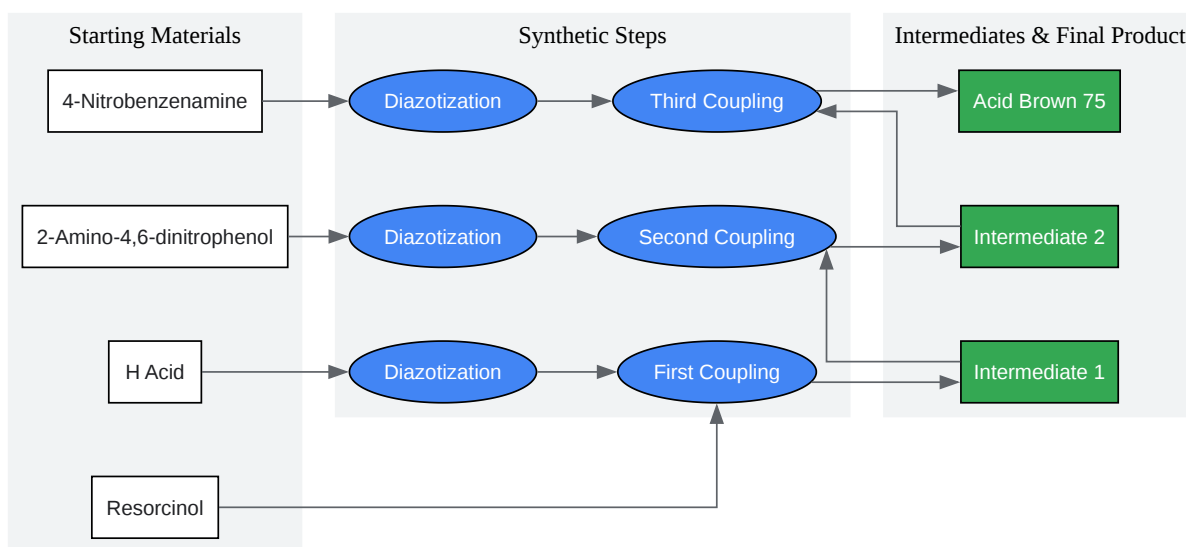 Starting Materials
Synthetic Steps
Intermediates & Final Product
4-Nitrobenzenamine
Diazotization
Third Coupling
Acid Brown 75
2-Amino-4,6-dinitrophenol
Diazotization
Second Coupling
Intermediate 2
H Acid
Diazotization
First Coupling
Intermediate 1
Resorcinol